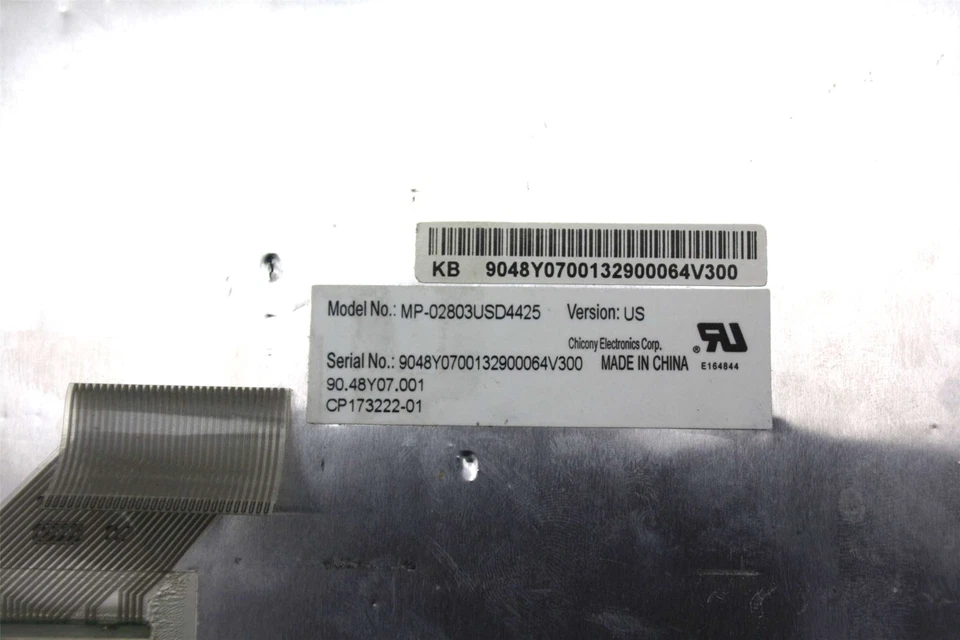 KB 9048Y0700132900064V300
Model No.: MP-02803USD4425 Version: US
Chicony Electronics Corp.
Serial No.: 9048Y0700132900064V300 MADE IN CHINA
® E164844
90.48Y07.001
CP173222-01